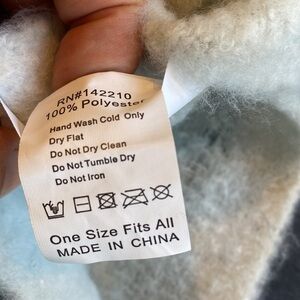 RN#142210
100% Polyester
Hand Wash Cold Only
Dry Flat
Do Not Dry Clean
Do Not Tumble Dry
Do Not Iron
One Size Fits All
MADE IN CHINA